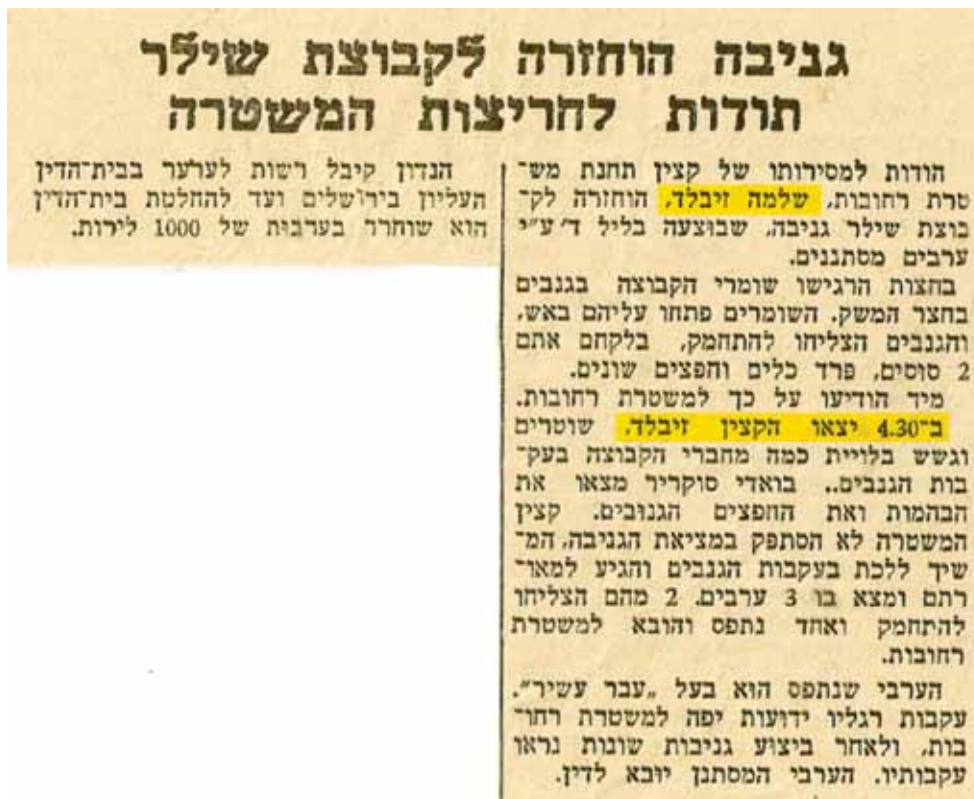 גניבה הוחזרה לקבוצת שילר
תודות לחריצות המשטרה
הודות למסירותו של קצין תחנת מש־
טרת רחובות, שלמה זיבלד, הוחזרה לק־
בוצת שילר גניבה, שבוצעה בליל ד' ע״י
ערבים מסתננים.
בחצות הרגישו שומרי הקבוצה בגנבים
בחצר המשק. השומרים פתחו עליהם באש,
והגנבים הצליחו להתחמק, בלקחם אתם
2 סוסים, פרד כלים וחפצים שונים.
מיד הודיעו על כך למשטרת רחובות.
ב־4.30 יצאו הקצין זיבלד, שוטרים
וגשש בלויית כמה מחברי הקבוצה בעק־
בות הגנבים.. בואדי סוקריר מצאו את
הבהמות ואת החפצים הגנובים. קצין
המשטרה לא הסתפק במציאת הגניבה, המ־
שיך ללכת בעקבות הגנבים והגיע למאו־
רתם ומצא בו 3 ערבים. 2 מהם הצליחו
להתחמק ואחד נתפס והובא למשטרת
רחובות.
הערבי שנתפס הוא בעל „עבר עשיר״.
עקבות רגליו ידועות יפה למשטרת רחו־
בות, ולאחר ביצוע גניבות שונות נראו
עקבותיו. הערבי המסתנן יובא לדין.
הנדון קיבל רשות לערער בבית־הדין
העליון בירושלים ועד להחלטת בית־הדין
הוא שוחרר בערבות של 1000 לירות.